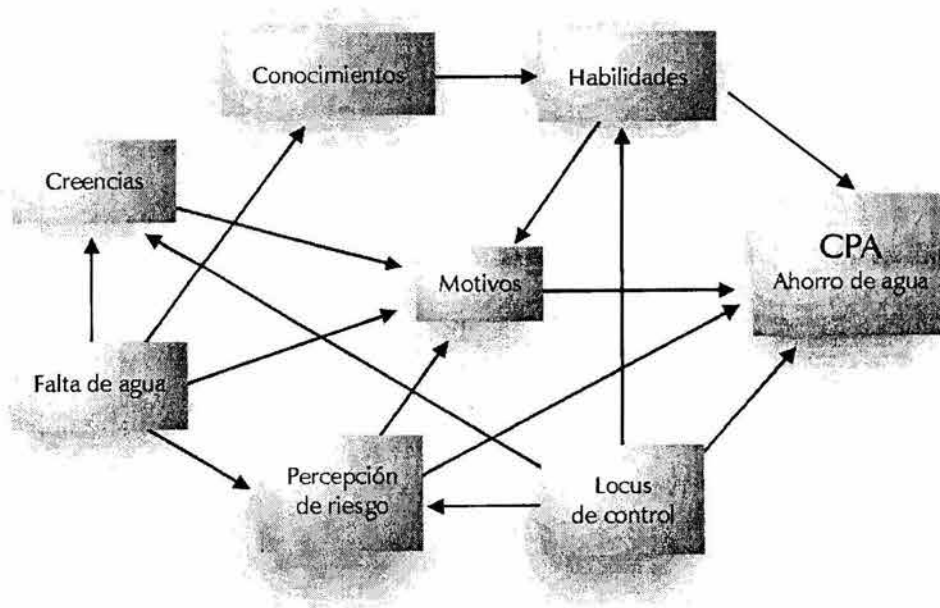 Conocimientos
Habilidades
Creencias
CPA
Ahorro de agua
Motivos
Falta de agua
Percepción
de riesgo
Locus
de control